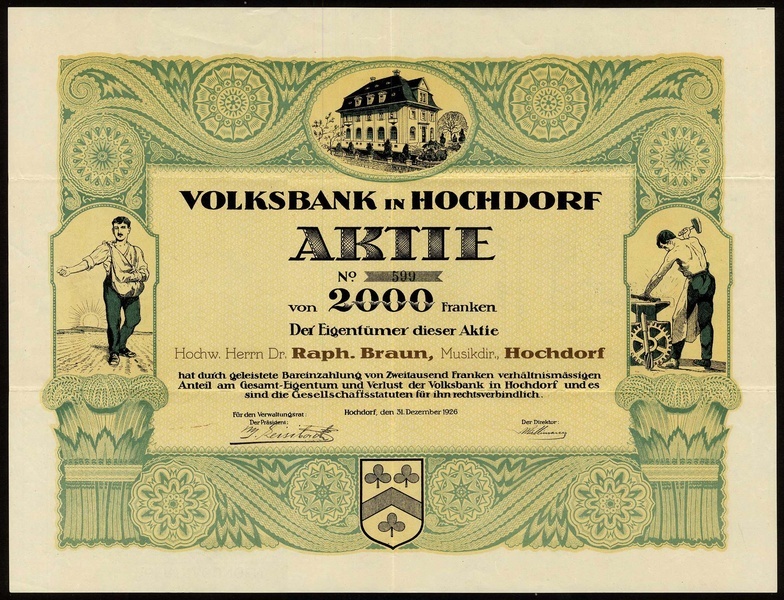 VOLKSBANK IN HOCHDORF
AKTIE
No 599
von 2000 Franken
Der Eigentümer dieser Aktie
Hochw. Herrn Dr. Raph. Braun, Musikdir., Hochdorf
hat durch geleistete Bareinzahlung von Zweitausend Franken verhältnismässigen
Anteil am Gesamt-Eigentum und Verlust der Volksbank in Hochdorf und es
sind die Gesellschaftsstatuten für ihn rechtsverbindlich.
Für den Verwaltungsrat:
Der Präsident:
Hochdorf, den 31. Dezember 1926
Der Direktor: